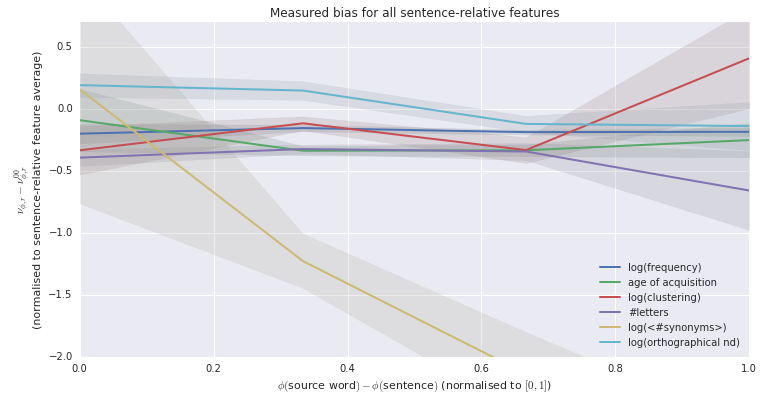 Measured bias for all sentence-relative features
0.5
0.0
−0.5
−1.0
−1.5
−2.0
0.0 0.2 0.4 0.6 0.8 1.0
ν_{ϕ,r} − ν_{ϕ,r}^{00}
(normalised to sentence-relative feature average)
ϕ(source word) − ϕ(sentence) (normalised to [0, 1])
log(frequency)
age of acquisition
log(clustering)
#letters
log(<#synonyms>)
log(orthographical nd)